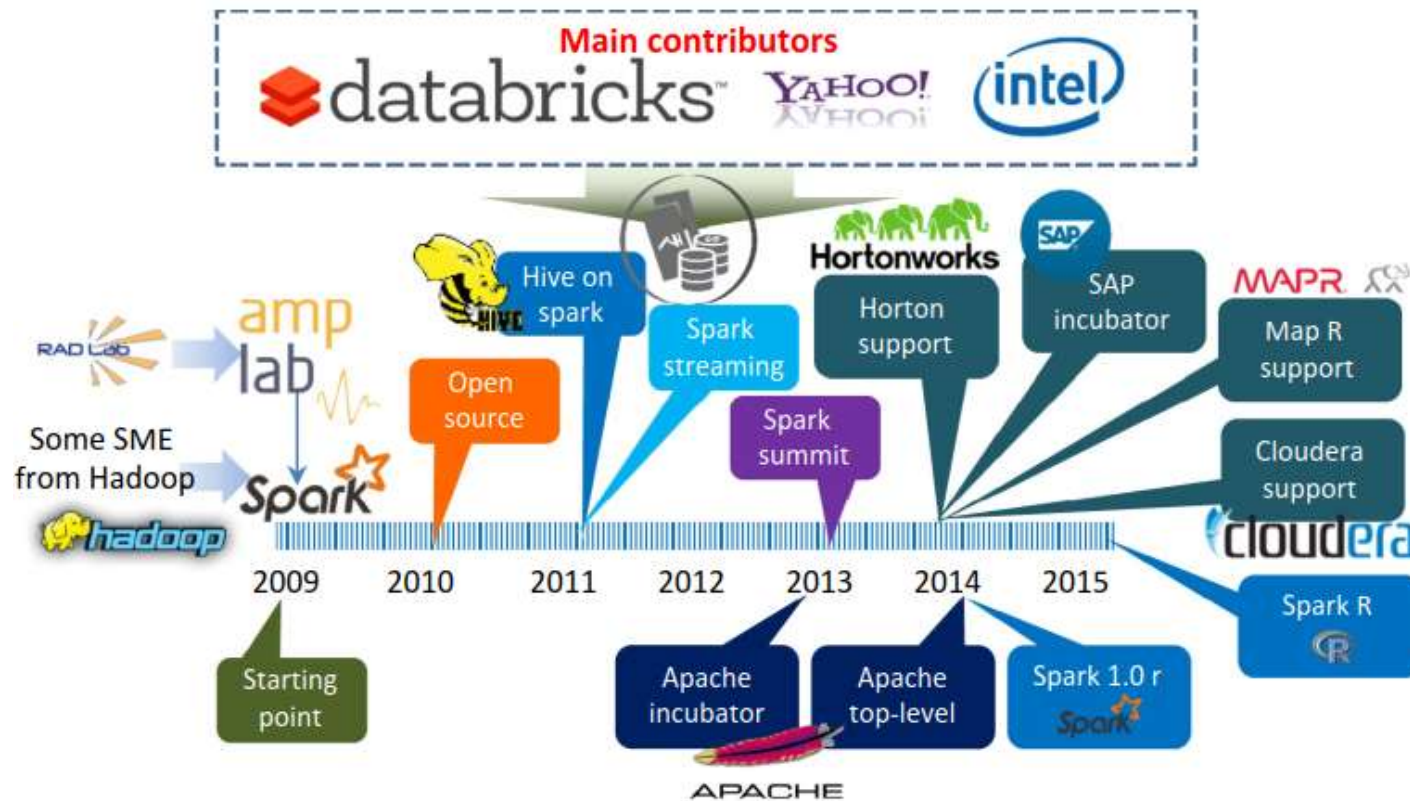 Main contributors
databricks™
YAHOO!
intel
Hortonworks
SAP
MAPR
HIVE
Hive on
spark
Spark
streaming
Horton
support
SAP
incubator
Map R
support
RAD Lab
amp
lab
Open
source
Spark
summit
Cloudera
support
Some SME
from Hadoop
hadoop
Spark
cloudera
2009
2010
2011
2012
2013
2014
2015
Starting
point
Apache
incubator
Apache
top-level
Spark 1.0 r
Spark
Spark R
R
APACHE